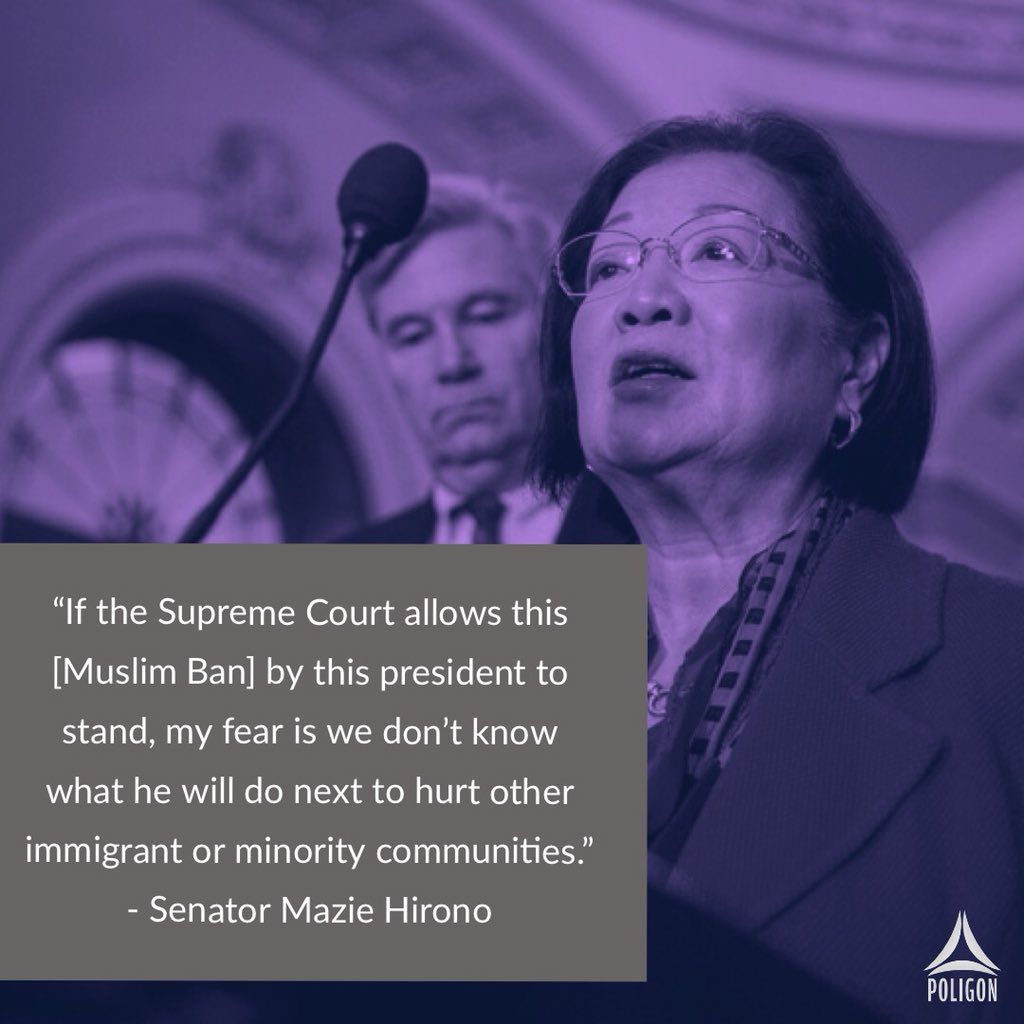 “If the Supreme Court allows this
[Muslim Ban] by this president to
stand, my fear is we don’t know
what he will do next to hurt other
immigrant or minority communities.”
- Senator Mazie Hirono
POLIGON